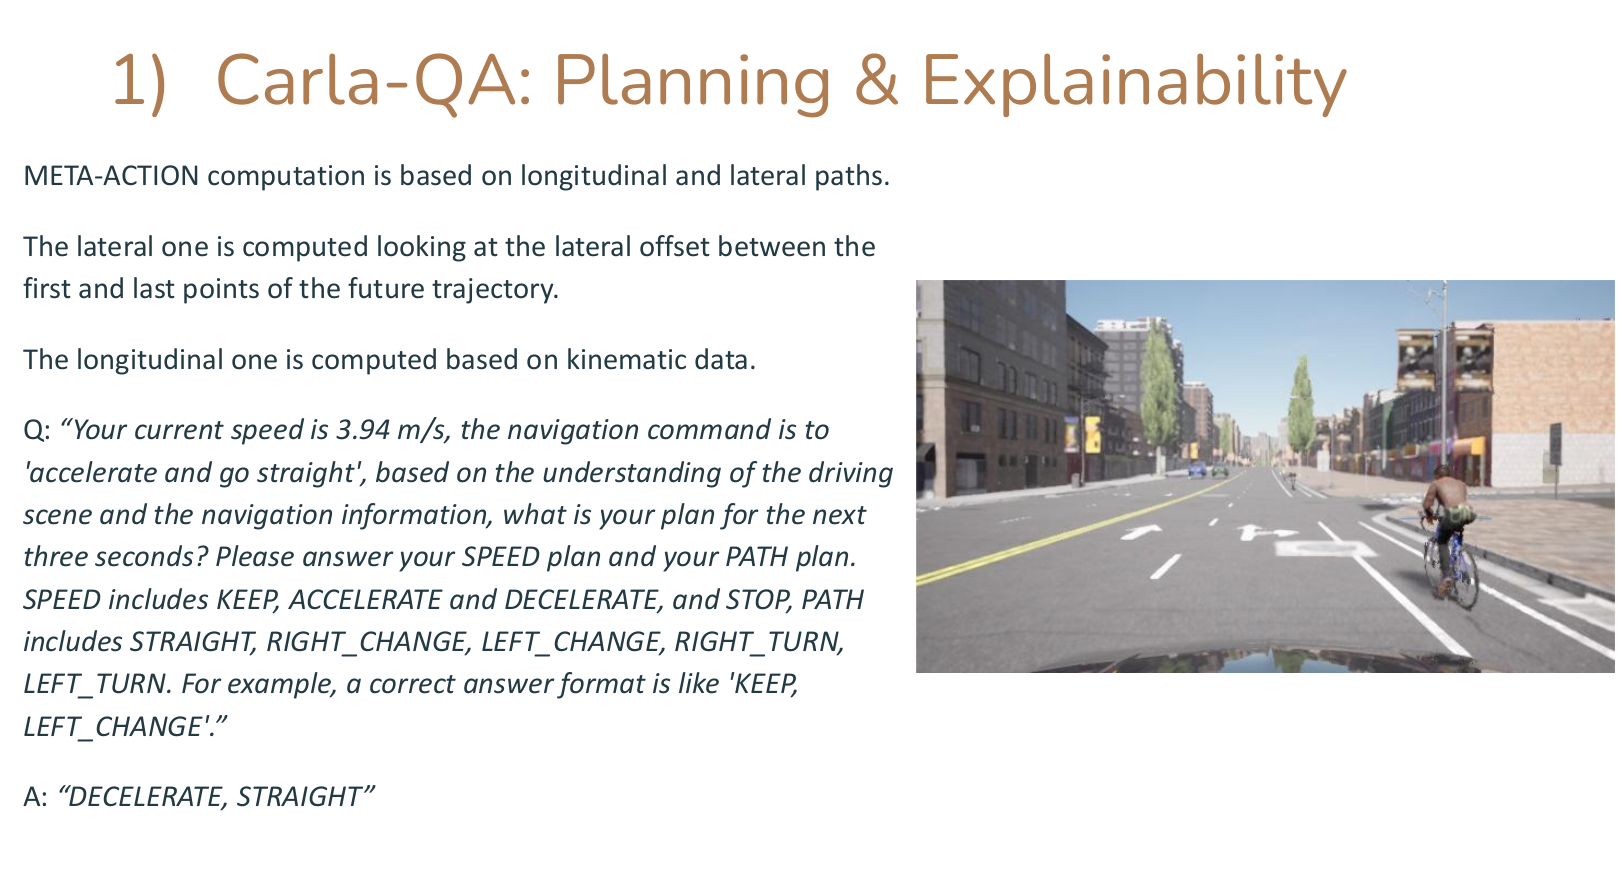 1) Carla-QA: Planning & Explainability
META-ACTION computation is based on longitudinal and lateral paths.
The lateral one is computed looking at the lateral offset between the
first and last points of the future trajectory.
The longitudinal one is computed based on kinematic data.
Q: “Your current speed is 3.94 m/s, the navigation command is to
'accelerate and go straight', based on the understanding of the driving
scene and the navigation information, what is your plan for the next
three seconds? Please answer your SPEED plan and your PATH plan.
SPEED includes KEEP, ACCELERATE and DECELERATE, and STOP, PATH
includes STRAIGHT, RIGHT_CHANGE, LEFT_CHANGE, RIGHT_TURN,
LEFT_TURN. For example, a correct answer format is like 'KEEP,
LEFT_CHANGE'.”
A: “DECELERATE, STRAIGHT”